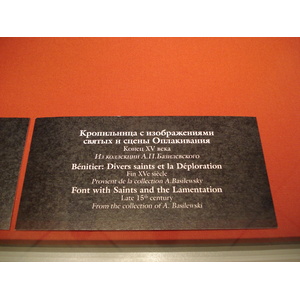 Кропильница с изображениями
святых и сцены Оплакивания
Конец XV века
Из коллекции А.П.Базилевского
Bénitier: Divers saints et la Déploration
Fin XVe siècle
Provient de la collection A.Basilewsky
Font with Saints and the Lamentation
Late 15th century
From the collection of A. Basilewski